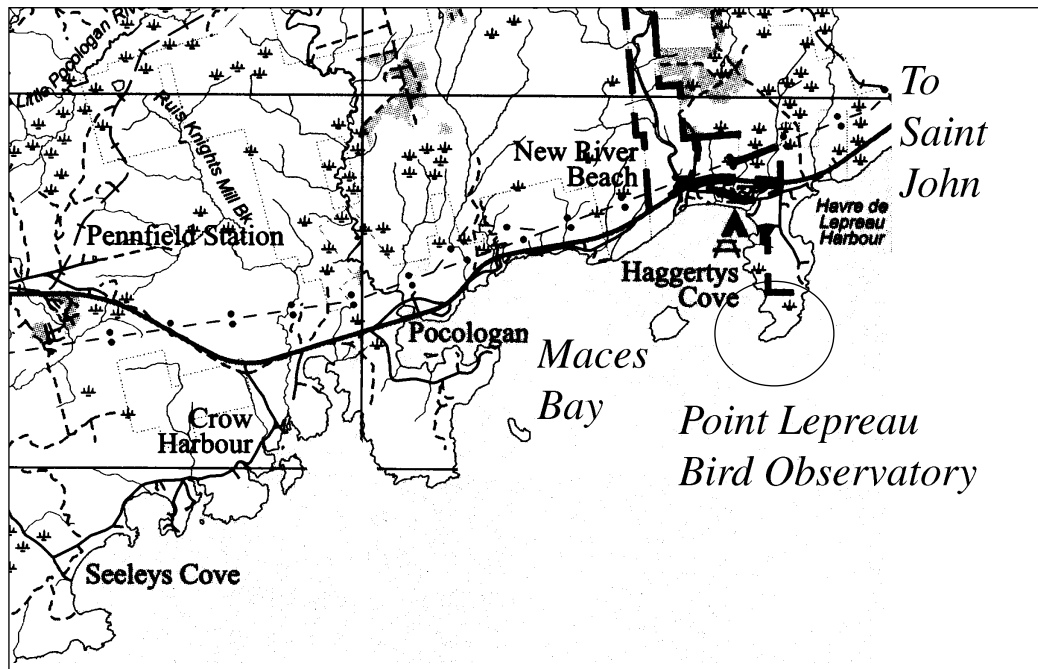 Little Pocologan Riv
Ruis Knights Mill Bk
To
Saint
John
New River
Beach
Havre de
Lepreau
Harbour
Pennfield Station
Haggertys
Cove
Pocologan
Maces
Bay
Crow
Harbour
Point Lepreau
Bird Observatory
Seeleys Cove